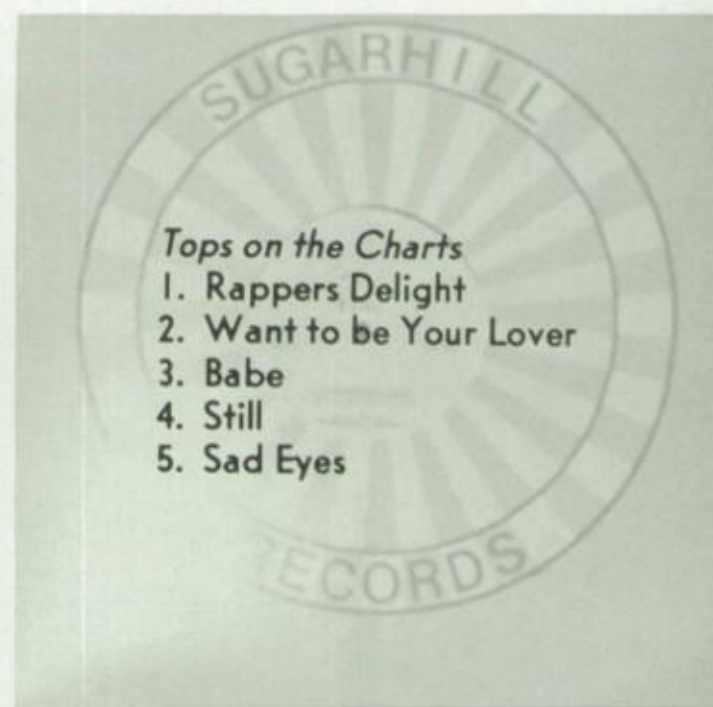 SUGARHILL
Tops on the Charts
1. Rappers Delight
2. Want to be Your Lover
3. Babe
4. Still
5. Sad Eyes
RECORDS